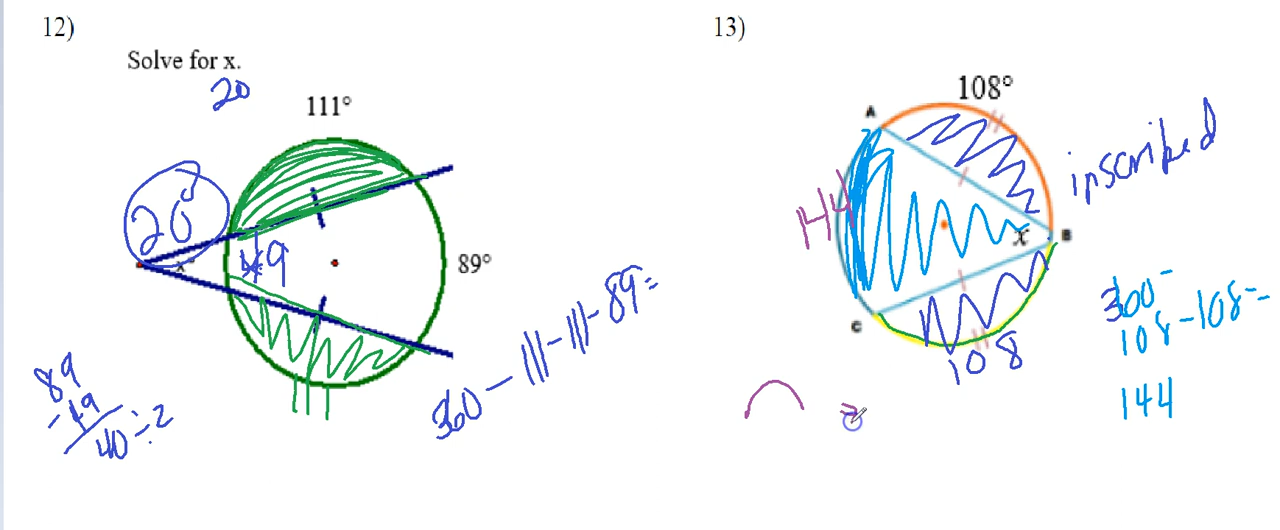 12)
Solve for x.
20
111°
20°
x°
49
89°
111
360 - 111 - 111 - 89 =
89
- 49
40 ÷ 2
13)
108°
A
inscribed
144
x
B
C
108
360 -
108 - 108 =
144